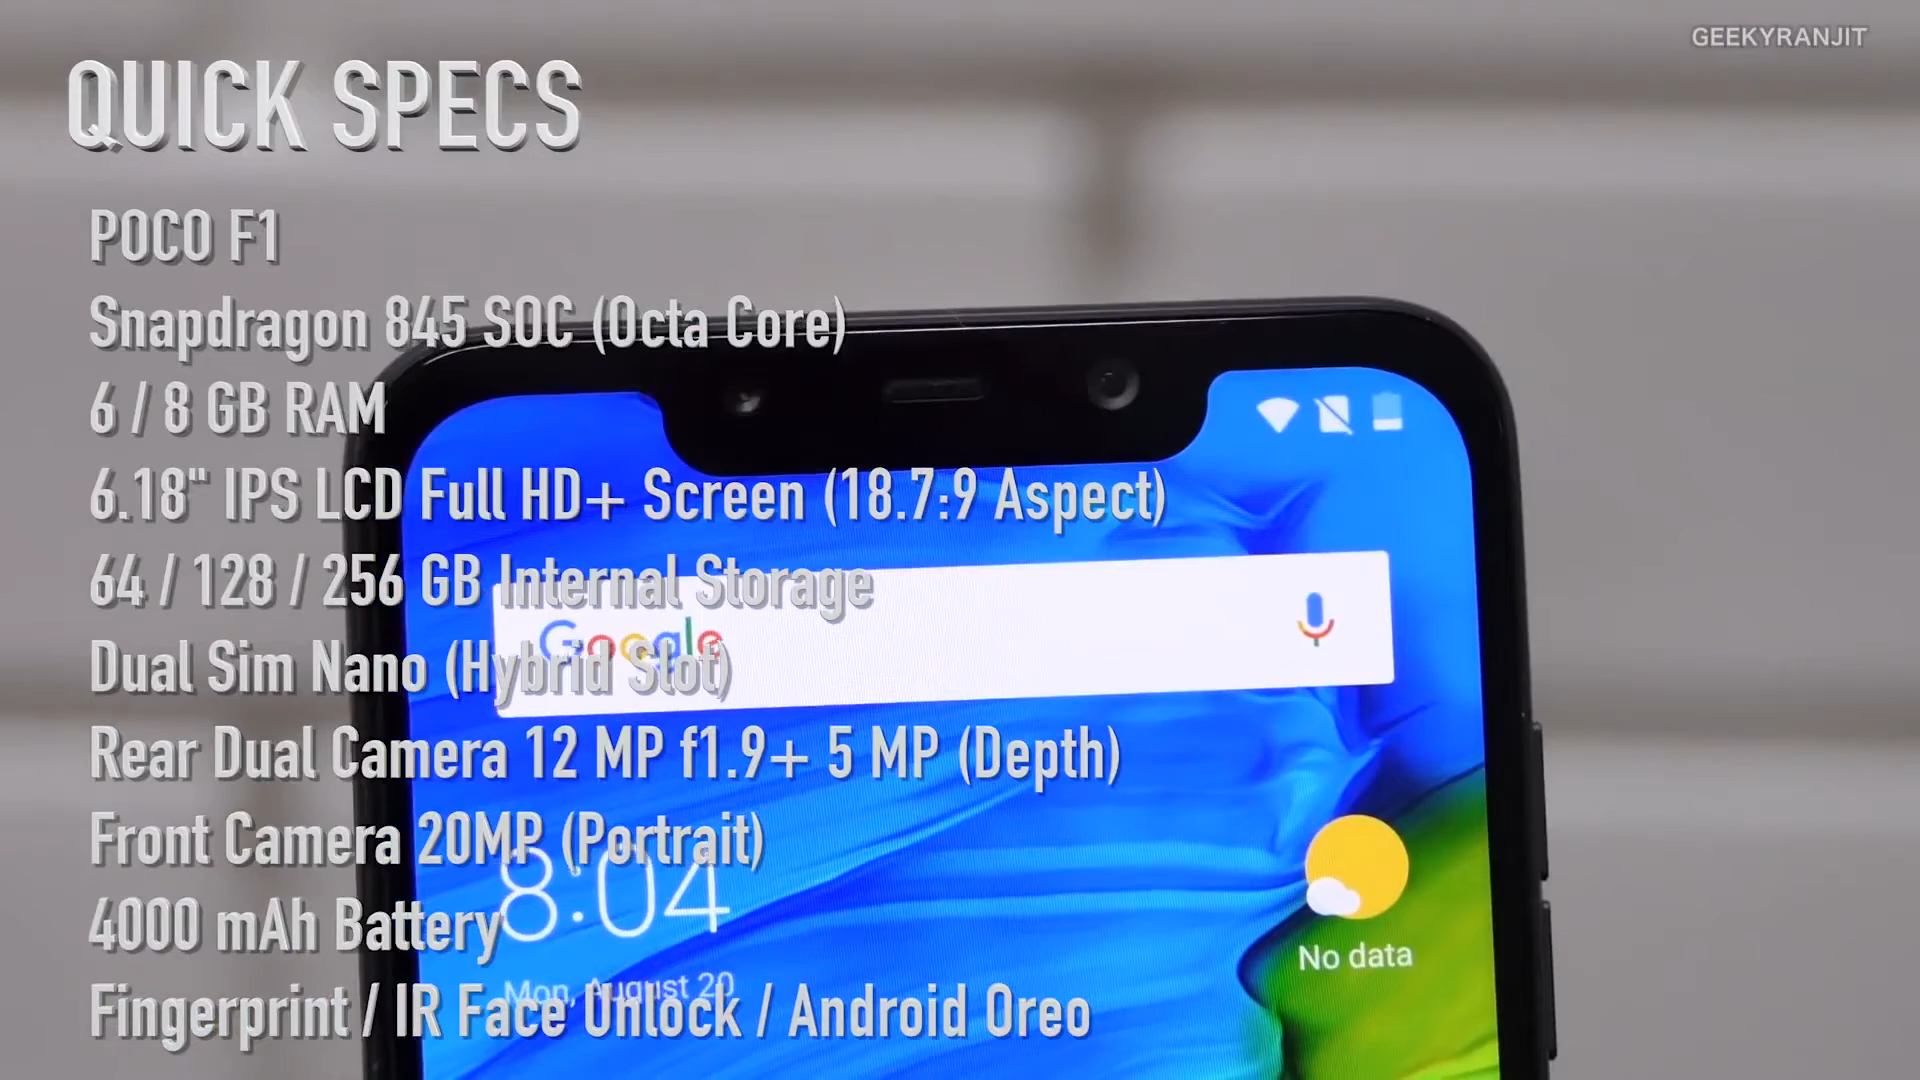 GEEKYRANJIT
QUICK SPECS
POCO F1
Snapdragon 845 SOC (Octa Core)
6 / 8 GB RAM
6.18" IPS LCD Full HD+ Screen (18.7:9 Aspect)
64 / 128 / 256 GB Internal Storage
Google
Dual Sim Nano (Hybrid Slot)
Rear Dual Camera 12 MP f1.9+ 5 MP (Depth)
Front Camera 20MP (Portrait)
8:04
4000 mAh Battery
No data
Mon, August 20
Fingerprint / IR Face Unlock / Android Oreo